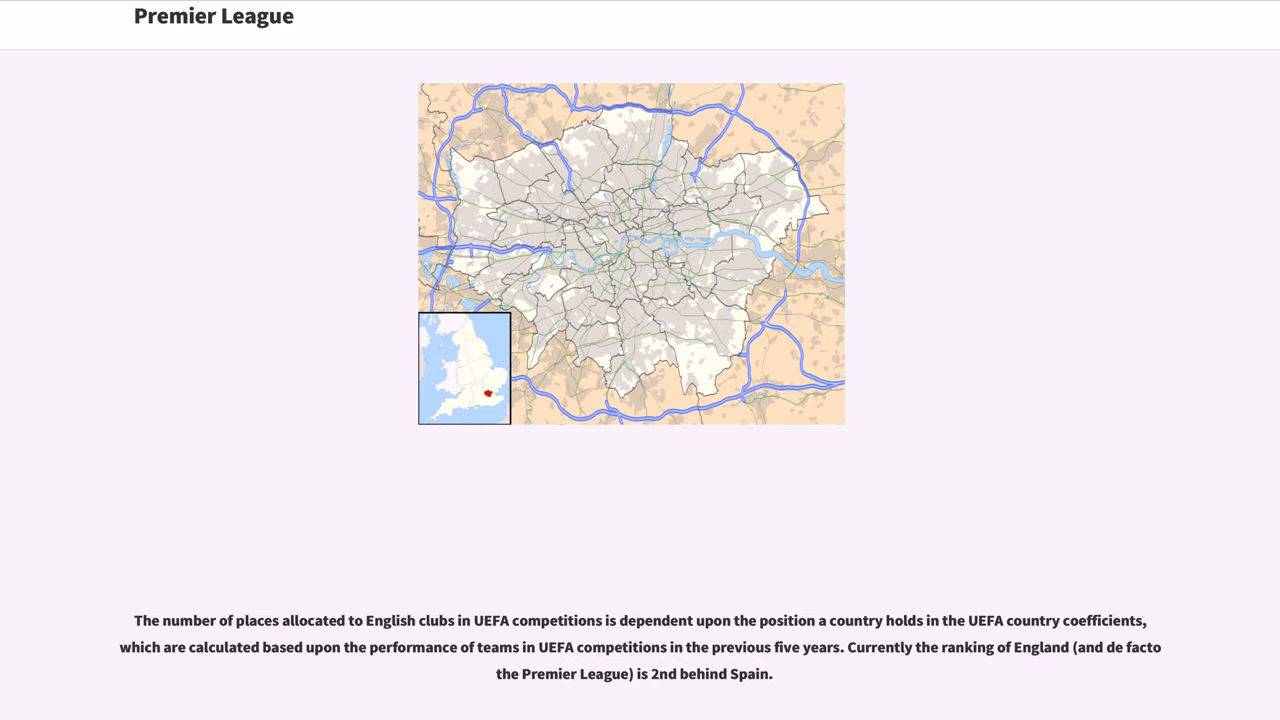 Premier League
The number of places allocated to English clubs in UEFA competitions is dependent upon the position a country holds in the UEFA country coefficients,
which are calculated based upon the performance of teams in UEFA competitions in the previous five years. Currently the ranking of England (and de facto
the Premier League) is 2nd behind Spain.